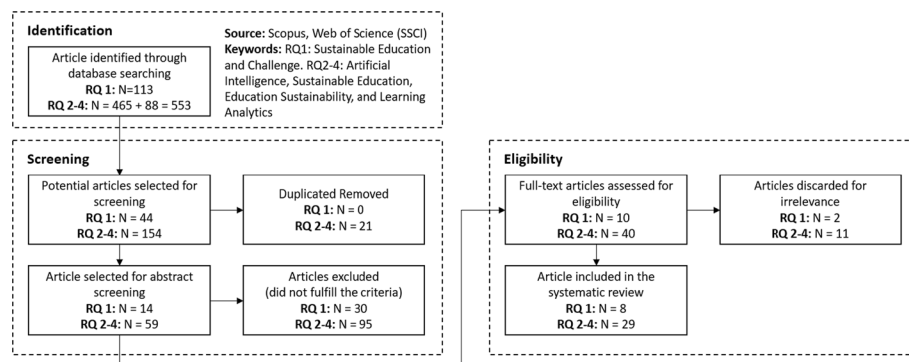 Identification
Article identified through
database searching
RQ 1: N=113
RQ 2-4: N = 465 + 88 = 553
Source: Scopus, Web of Science (SSCI)
Keywords: RQ1: Sustainable Education
and Challenge. RQ2-4: Artificial
Intelligence, Sustainable Education,
Education Sustainability, and Learning
Analytics
Screening
Potential articles selected for
screening
RQ 1: N = 44
RQ 2-4: N = 154
Duplicated Removed
RQ 1: N = 0
RQ 2-4: N = 21
Article selected for abstract
screening
RQ 1: N = 14
RQ 2-4: N = 59
Articles excluded
(did not fulfill the criteria)
RQ 1: N = 30
RQ 2-4: N = 95
Eligibility
Full-text articles assessed for
eligibility
RQ 1: N = 10
RQ 2-4: N = 40
Articles discarded for
irrelevance
RQ 1: N = 2
RQ 2-4: N = 11
Article included in the
systematic review
RQ 1: N = 8
RQ 2-4: N = 29